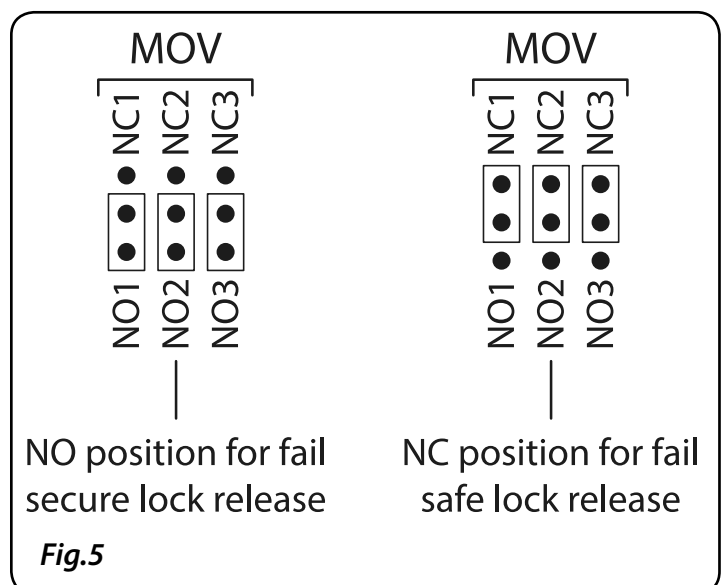 MOV
NC1 NC2 NC3
NO1 NO2 NO3
NO position for fail
secure lock release
MOV
NC1 NC2 NC3
NO1 NO2 NO3
NC position for fail
safe lock release
Fig.5